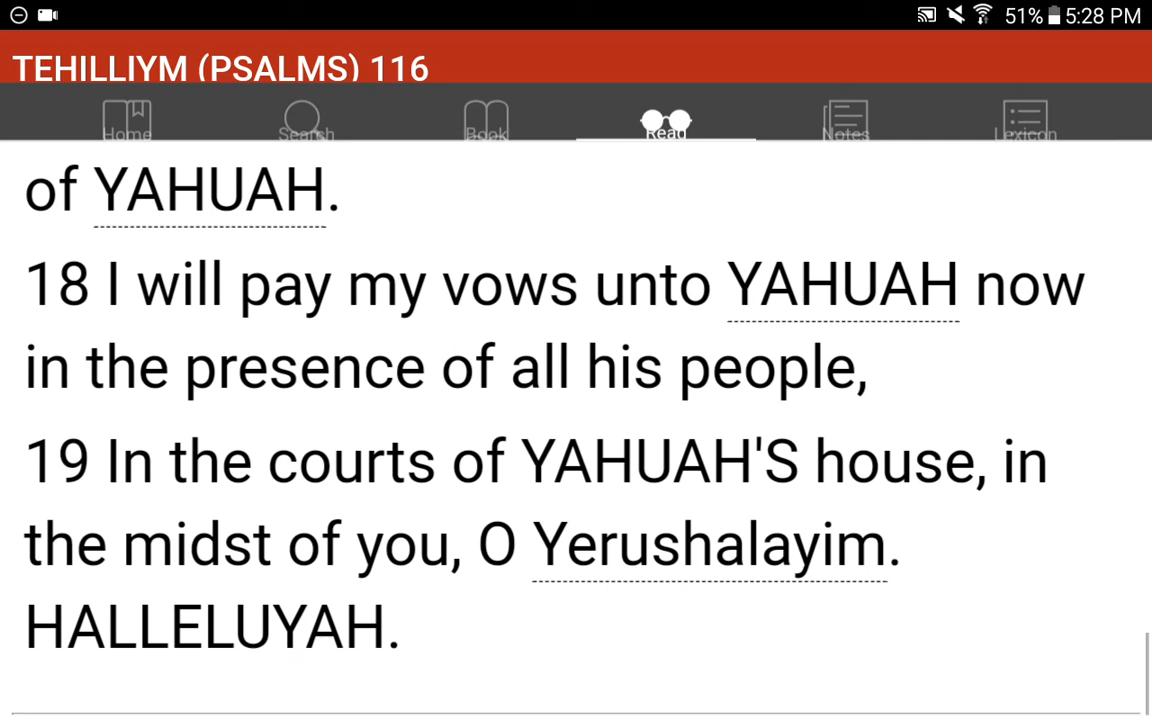 51% 5:28 PM
TEHILLIYM (PSALMS) 116
Home Search Book Read Notes Lexicon
of YAHUAH.
18 I will pay my vows unto YAHUAH now
in the presence of all his people,
19 In the courts of YAHUAH'S house, in
the midst of you, O Yerushalayim.
HALLELUYAH.